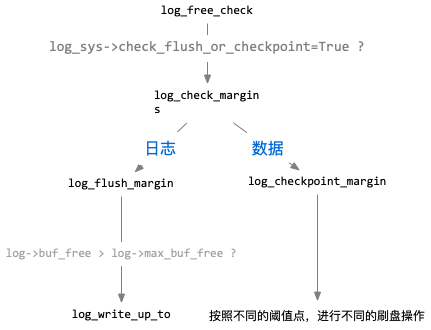 log_free_check
log_sys->check_flush_or_checkpoint=True ?
log_check_margin
s
日志
数据
log_flush_margin
log_checkpoint_margin
log->buf_free > log->max_buf_free ?
log_write_up_to
按照不同的阈值点，进行不同的刷盘操作